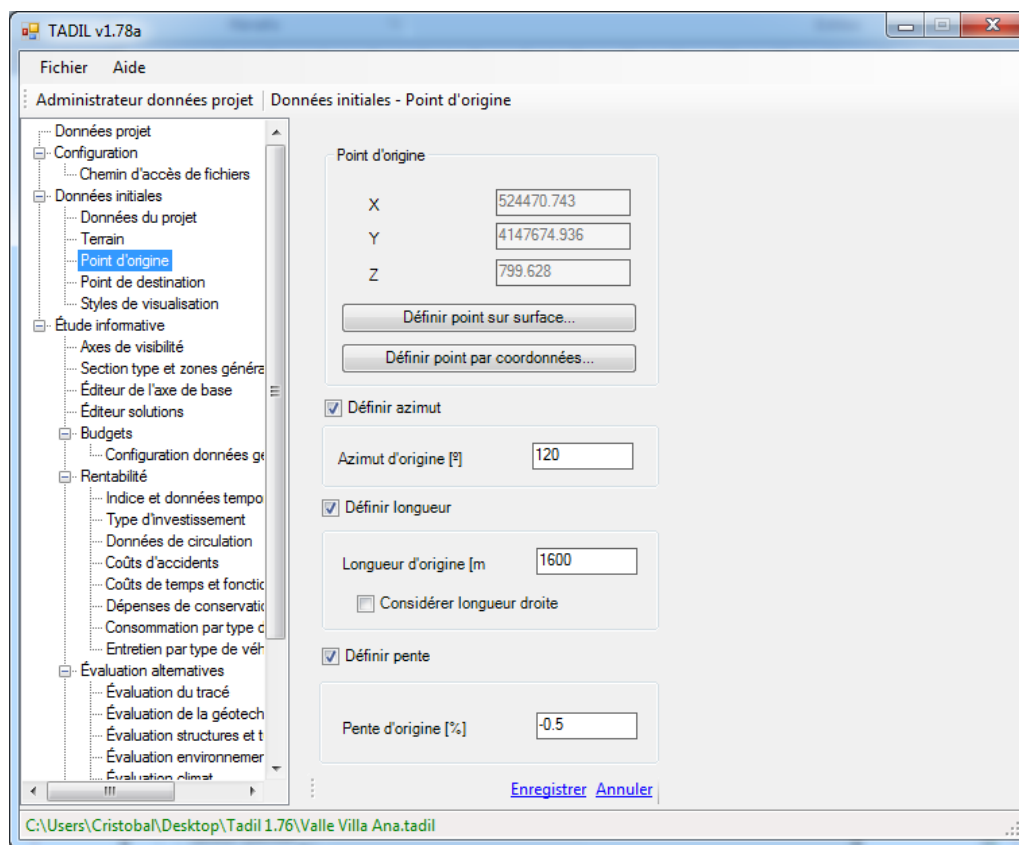 TADIL v1.78a
Fichier Aide
Administrateur données projet Données initiales - Point d'origine
Données projet
Configuration
Chemin d'accès de fichiers
Données initiales
Données du projet
Terrain
Point d'origine
Point de destination
Styles de visualisation
Étude informative
Axes de visibilité
Section type et zones généra
Éditeur de l'axe de base
Éditeur solutions
Budgets
Configuration données gé
Rentabilité
Indice et données tempo
Type d'investissement
Données de circulation
Coûts d'accidents
Coûts de temps et fonctio
Dépenses de conservatio
Consommation par type d
Entretien par type de véh
Évaluation alternatives
Évaluation du tracé
Évaluation de la géotech
Évaluation structures et t
Évaluation environnemer
Évaluation climat
Point d'origine
X 524470.743
Y 4147674.936
Z 799.628
Définir point sur surface...
Définir point par coordonnées...
Définir azimut
Azimut d'origine [º] 120
Définir longueur
Longueur d'origine [m 1600
Considérer longueur droite
Définir pente
Pente d'origine [%] -0.5
Enregistrer Annuler
C:\Users\Cristobal\Desktop\Tadil 1.76\Valle Villa Ana.tadil